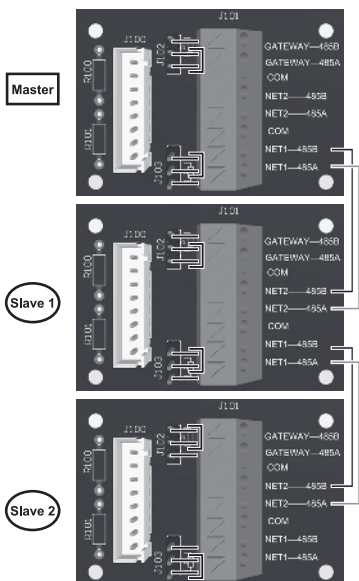 J101
J100
J102
R100
R101
J103
Master
GATEWAY—485B
GATEWAY—485A
COM
NET2——485B
NET2——485A
COM
NET1—485B
NET1—485A
J101
J100
J102
R100
R101
J103
Slave 1
GATEWAY—485B
GATEWAY—485A
COM
NET2——485B
NET2——485A
COM
NET1—485B
NET1—485A
J101
J100
J102
R100
R101
J103
Slave 2
GATEWAY—485B
GATEWAY—485A
COM
NET2——485B
NET2——485A
COM
NET1—485B
NET1—485A